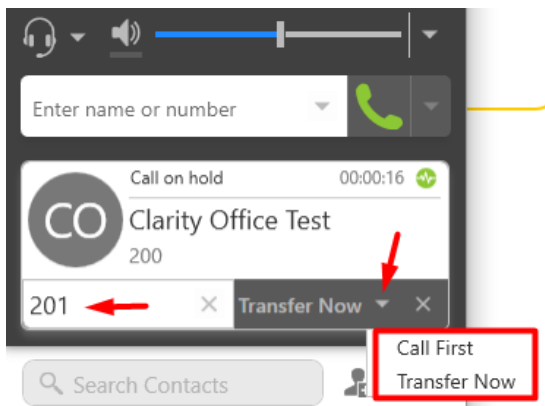 Enter name or number
Call on hold 00:00:16
CO
Clarity Office Test
200
201 Transfer Now
Call First
Transfer Now
Search Contacts